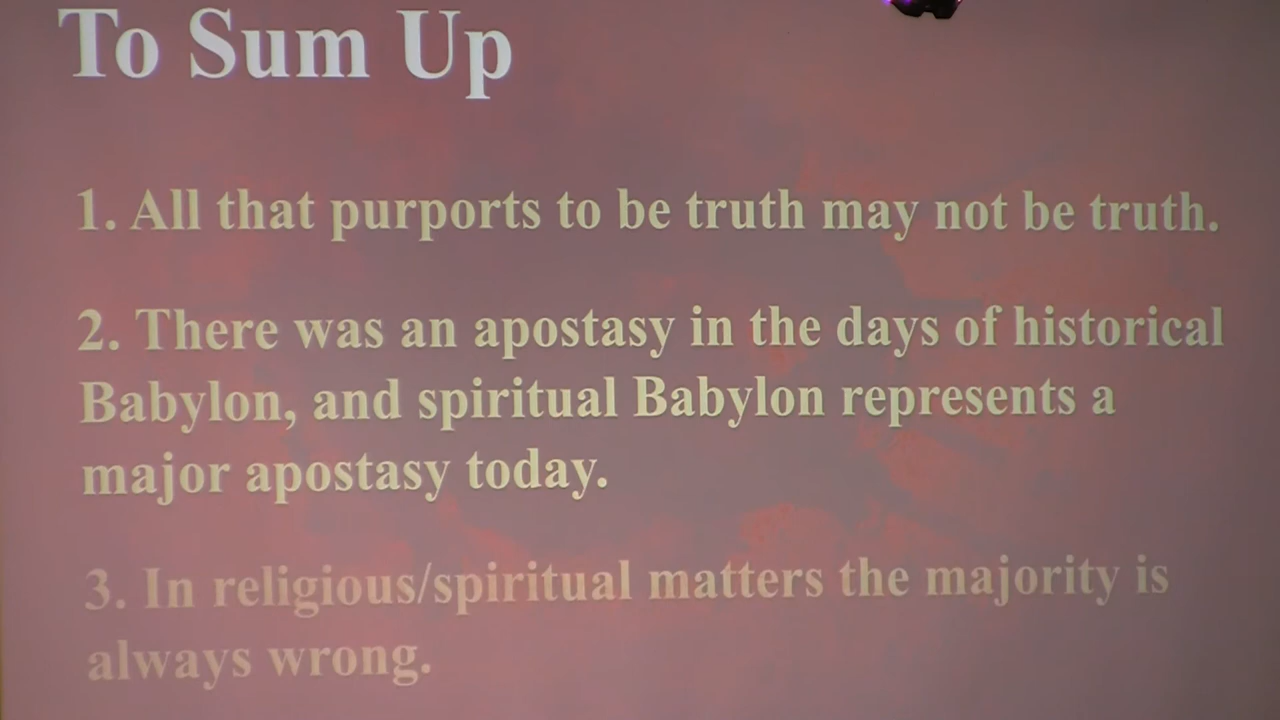 To Sum Up
1. All that purports to be truth may not be truth.
2. There was an apostasy in the days of historical
Babylon, and spiritual Babylon represents a
major apostasy today.
3. In religious/spiritual matters the majority is
always wrong.